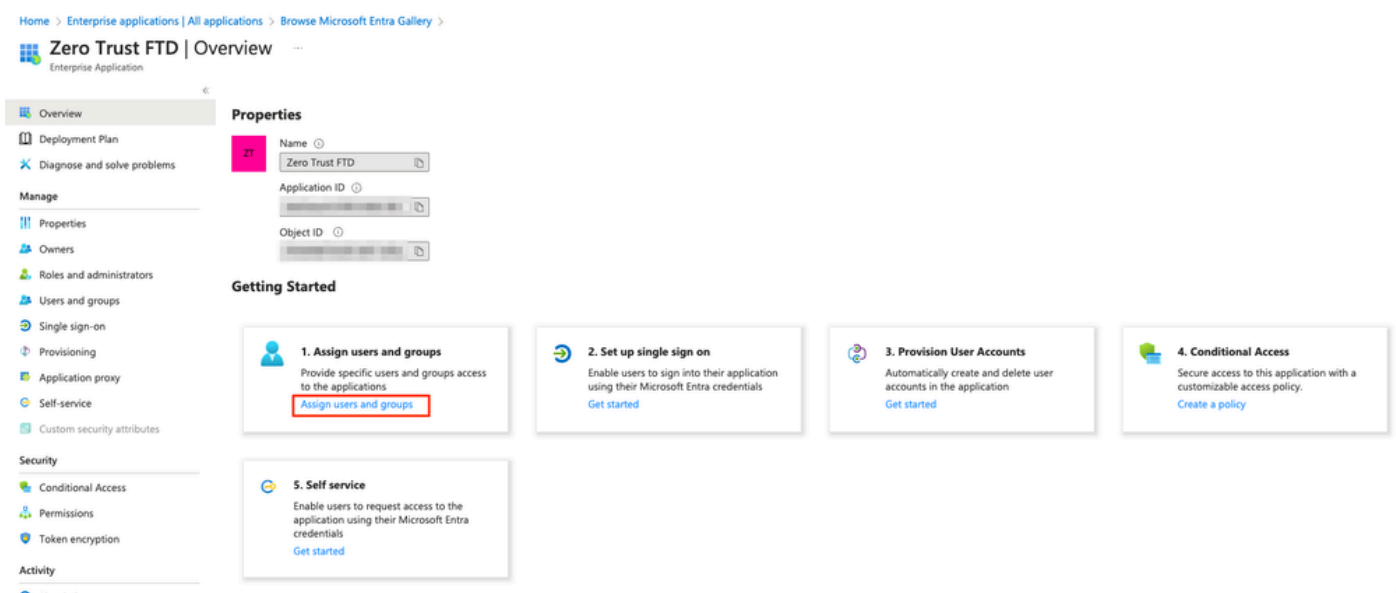 Home > Enterprise applications | All applications > Browse Microsoft Entra Gallery >
Zero Trust FTD | Overview ...
Enterprise Application
«
Overview
Deployment Plan
Diagnose and solve problems
Manage
Properties
Owners
Roles and administrators
Users and groups
Single sign-on
Provisioning
Application proxy
Self-service
Custom security attributes
Security
Conditional Access
Permissions
Token encryption
Activity
Properties
ZT
Name
Zero Trust FTD
Application ID
Object ID
Getting Started
1. Assign users and groups
Provide specific users and groups access
to the applications
Assign users and groups
2. Set up single sign on
Enable users to sign into their application
using their Microsoft Entra credentials
Get started
3. Provision User Accounts
Automatically create and delete user
accounts in the application
Get started
4. Conditional Access
Secure access to this application with a
customizable access policy.
Create a policy
5. Self service
Enable users to request access to the
application using their Microsoft Entra
credentials
Get started